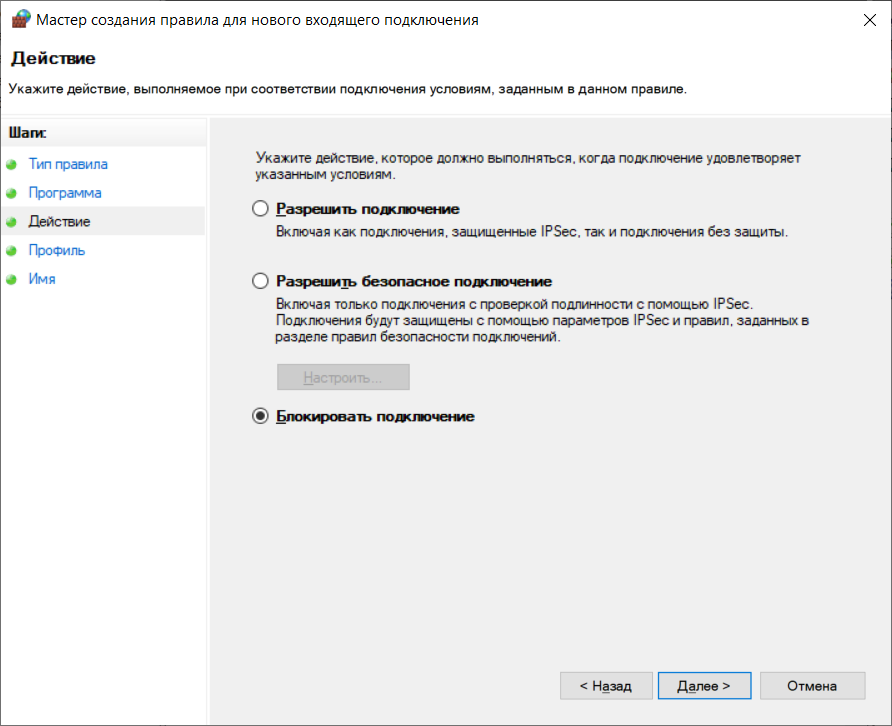 Мастер создания правила для нового входящего подключения
Действие
Укажите действие, выполняемое при соответствии подключения условиям, заданным в данном правиле.
Шаги:
Тип правила
Программа
Действие
Профиль
Имя
Укажите действие, которое должно выполняться, когда подключение удовлетворяет
указанным условиям.
Разрешить подключение
Включая как подключения, защищенные IPSec, так и подключения без защиты.
Разрешить безопасное подключение
Включая только подключения с проверкой подлинности с помощью IPSec.
Подключения будут защищены с помощью параметров IPSec и правил, заданных в
разделе правил безопасности подключений.
Настроить...
Блокировать подключение
< Назад
Далее >
Отмена